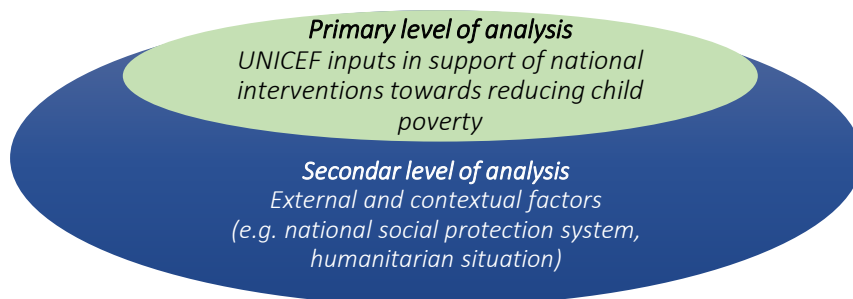 Primary level of analysis
UNICEF inputs in support of national
interventions towards reducing child
poverty
Secondar level of analysis
External and contextual factors
(e.g. national social protection system,
humanitarian situation)